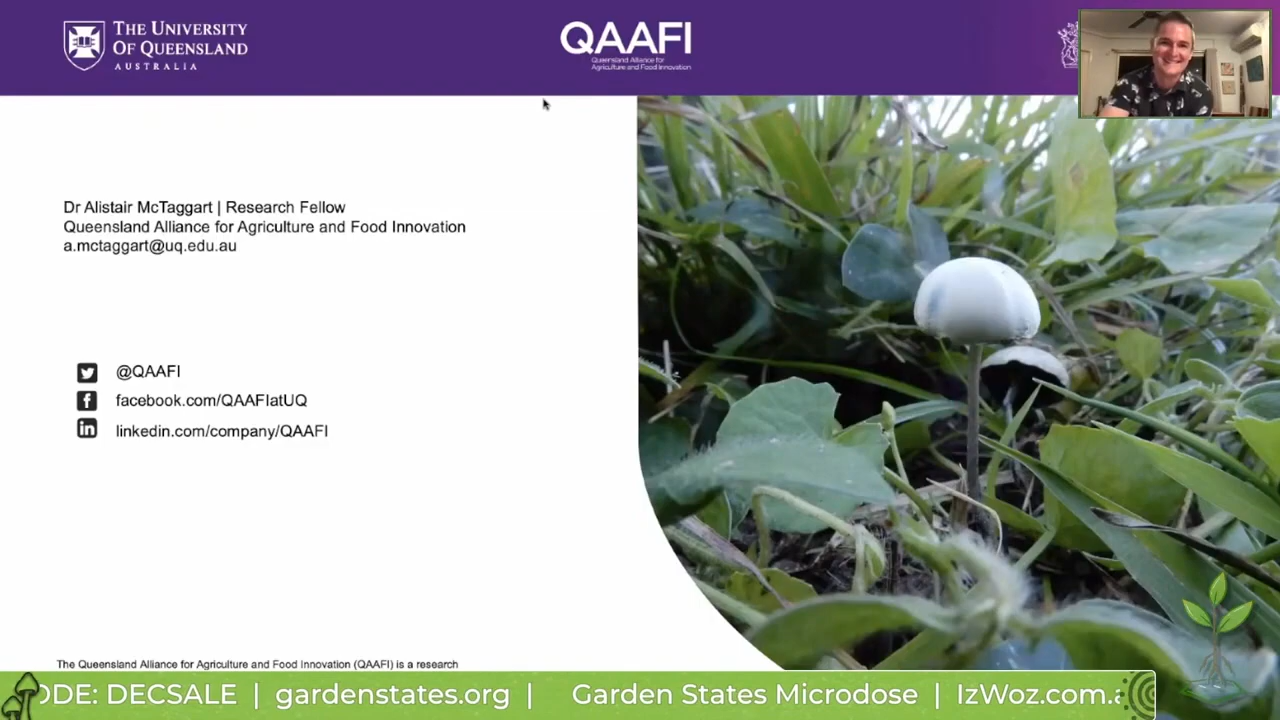 THE UNIVERSITY
OF QUEENSLAND
AUSTRALIA
QAAFI
Queensland Alliance for
Agriculture and Food Innovation
Dr Alistair McTaggart | Research Fellow
Queensland Alliance for Agriculture and Food Innovation
a.mctaggart@uq.edu.au
@QAAFI
facebook.com/QAAFIatUQ
linkedin.com/company/QAAFI
The Queensland Alliance for Agriculture and Food Innovation (QAAFI) is a research
ODE: DECSALE | gardenstates.org | Garden States Microdose | IzWoz.com.a